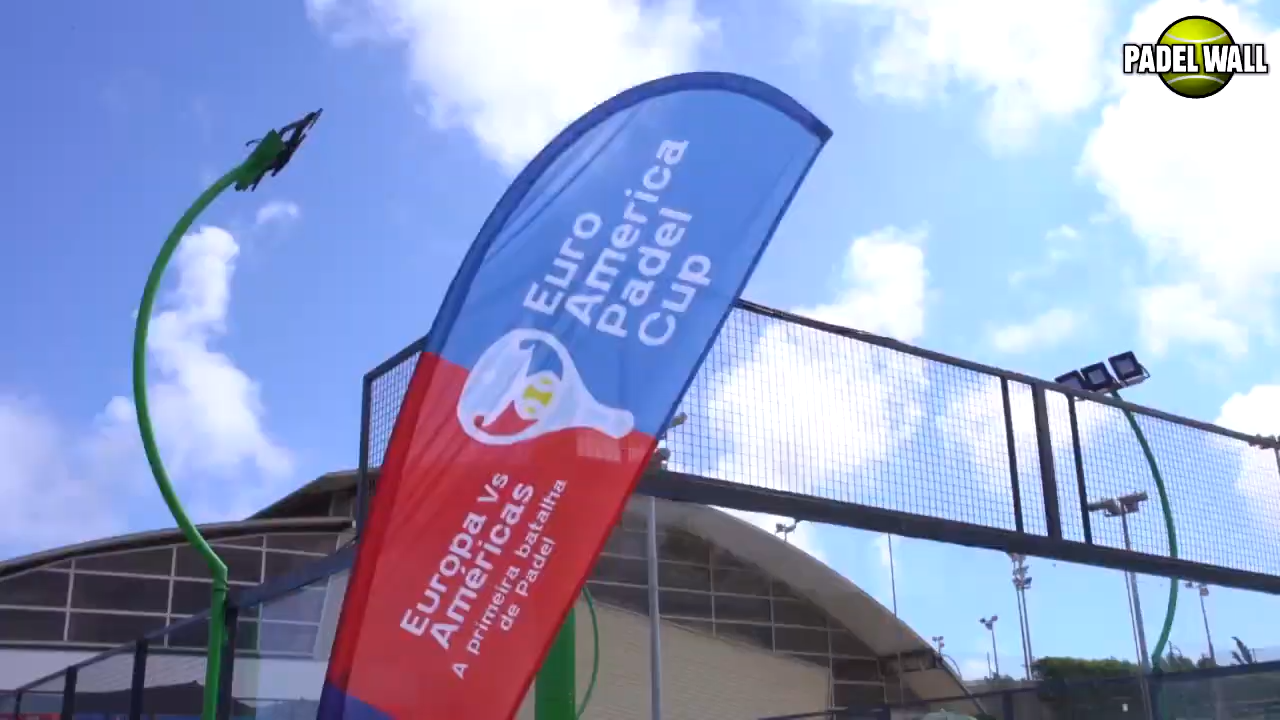 PADEL WALL
Euro
America
Padel
Cup
Europa vs
Américas
A primeira batalha
de Padel